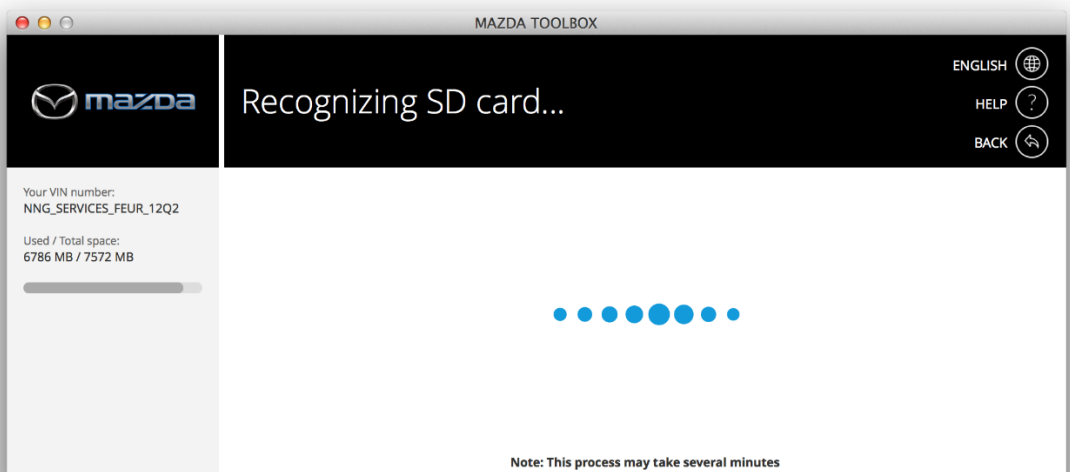 MAZDA TOOLBOX
mazda
Recognizing SD card...
ENGLISH
HELP
?
BACK
Your VIN number:
NNG_SERVICES_FEUR_12Q2
Used / Total space:
6786 MB / 7572 MB
Note: This process may take several minutes